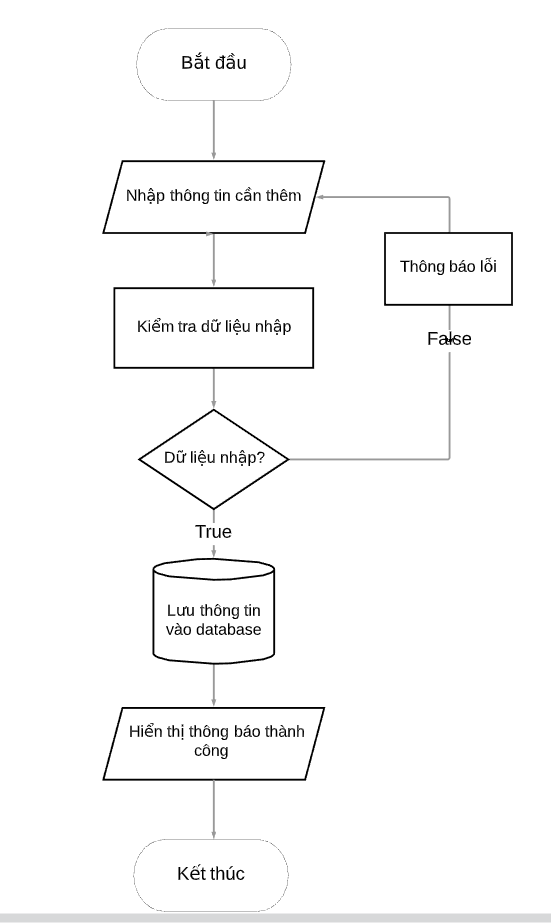 Bắt đầu
Nhập thông tin cần thêm
Thông báo lỗi
Kiểm tra dữ liệu nhập
False
Dữ liệu nhập?
True
Lưu thông tin
vào database
Hiển thị thông báo thành
công
Kết thúc